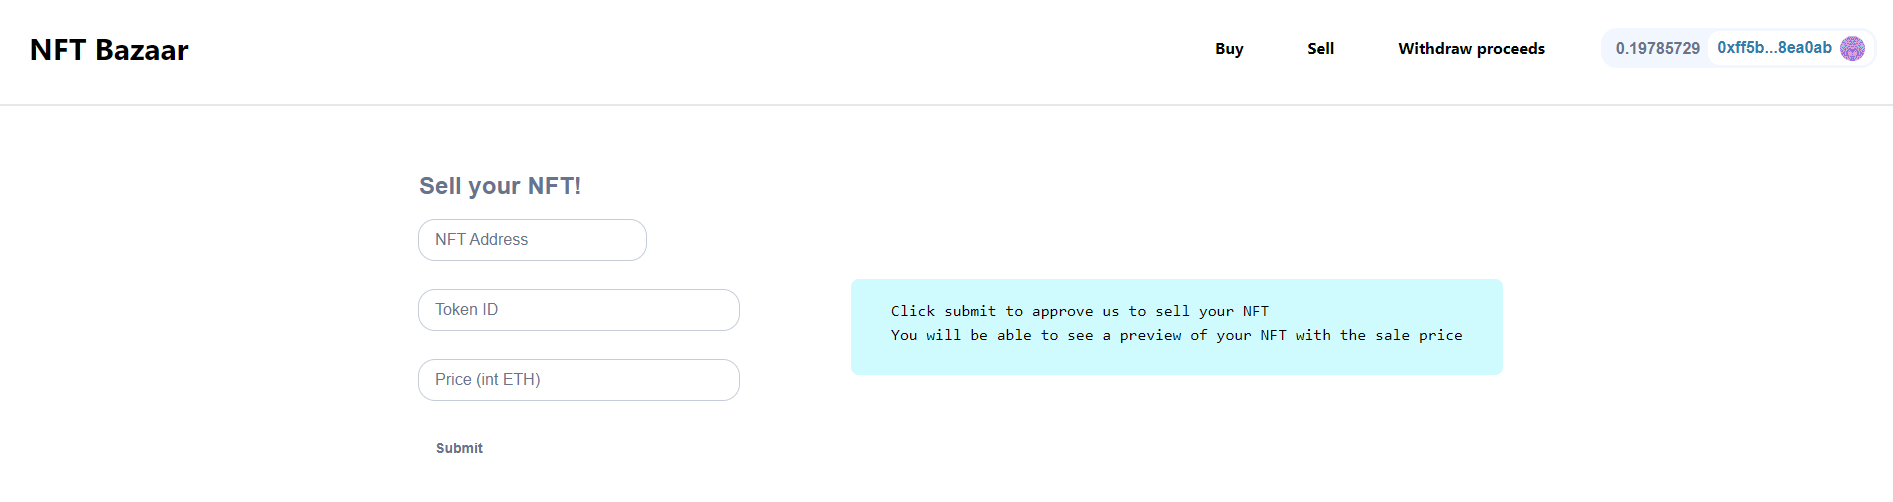 NFT Bazaar
Buy
Sell
Withdraw proceeds
0.19785729
0xff5b...8ea0ab
Sell your NFT!
NFT Address
Token ID
Price (int ETH)
Submit
Click submit to approve us to sell your NFT
You will be able to see a preview of your NFT with the sale price